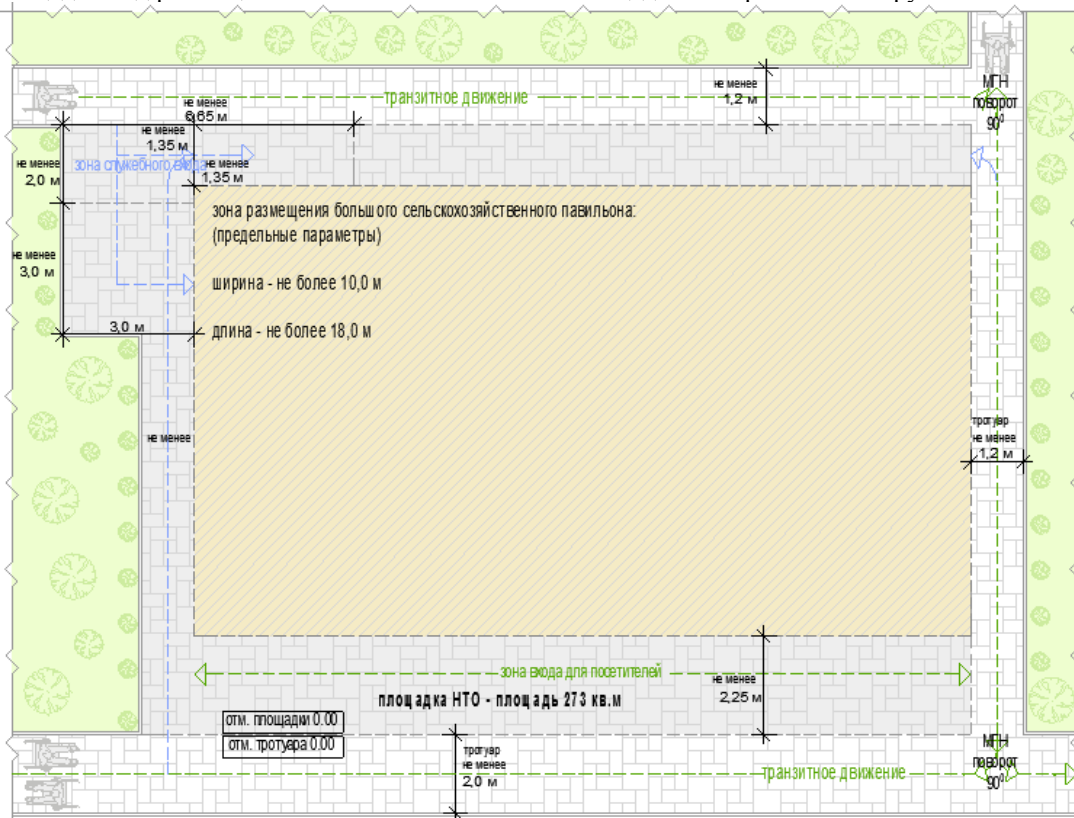 не менее
1,2 м
МГН
поворот
90⁰
транзитное движение
не менее
6,65 м
не менее
1,35 м
не менее
2,0 м
зона служебного входа
не менее
1,35 м
зона размещения большого сельскохозяйственного павильона:
(предельные параметры)
не менее
3,0 м
ширина - не более 10,0 м
3,0 м
длина - не более 18,0 м
не менее
тротуар
не менее
1,2 м
зона входа для посетителей
не менее
2,25 м
площадка НТО - площадь 273 кв.м
отм. площадки 0.00
отм. тротуара 0.00
тротуар
не менее
2,0 м
транзитное движение
МГН
поворот
90⁰